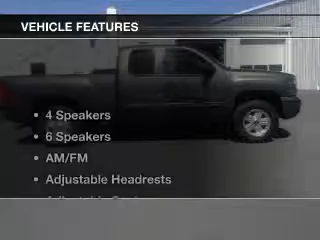 VEHICLE FEATURES
• 4 Speakers
• 6 Speakers
• AM/FM
• Adjustable Headrests